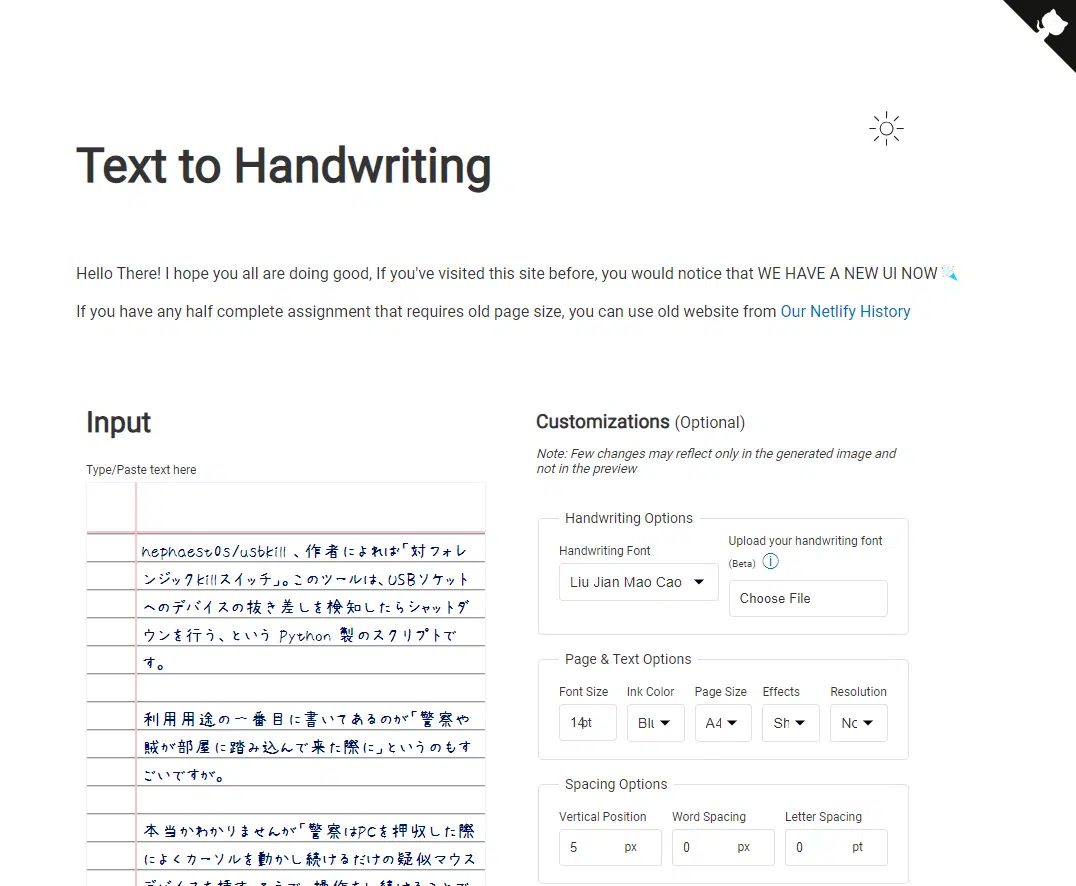 Text to Handwriting
Hello There! I hope you all are doing good, If you've visited this site before, you would notice that WE HAVE A NEW UI NOW
If you have any half complete assignment that requires old page size, you can use old website from Our Netlify History
Input
Type/Paste text here
hephaest0s/usbkill 、作者によれば「対フォレ
ンジックkillスイッチ」。このツールは、USBソケット
へのデバイスの抜き差しを検知したらシャットダ
ウンを行う、という Python 製のスクリプトで
す。
利用用途の一番目に書いてあるのが「警察や
賊が部屋に踏み込んで来た際に」というのもす
ごいですが。
本当かわかりませんが「警察はPCを押収した際
によくカーソルを動かし続けるだけの疑似マウス
Customizations (Optional)
Note: Few changes may reflect only in the generated image and
not in the preview
Handwriting Options
Handwriting Font
Liu Jian Mao Cao
Upload your handwriting font
(Beta)
Choose File
Page & Text Options
Font Size Ink Color Page Size Effects Resolution
14pt Blu A4 Sh No
Spacing Options
Vertical Position Word Spacing Letter Spacing
5 px 0 px 0 pt